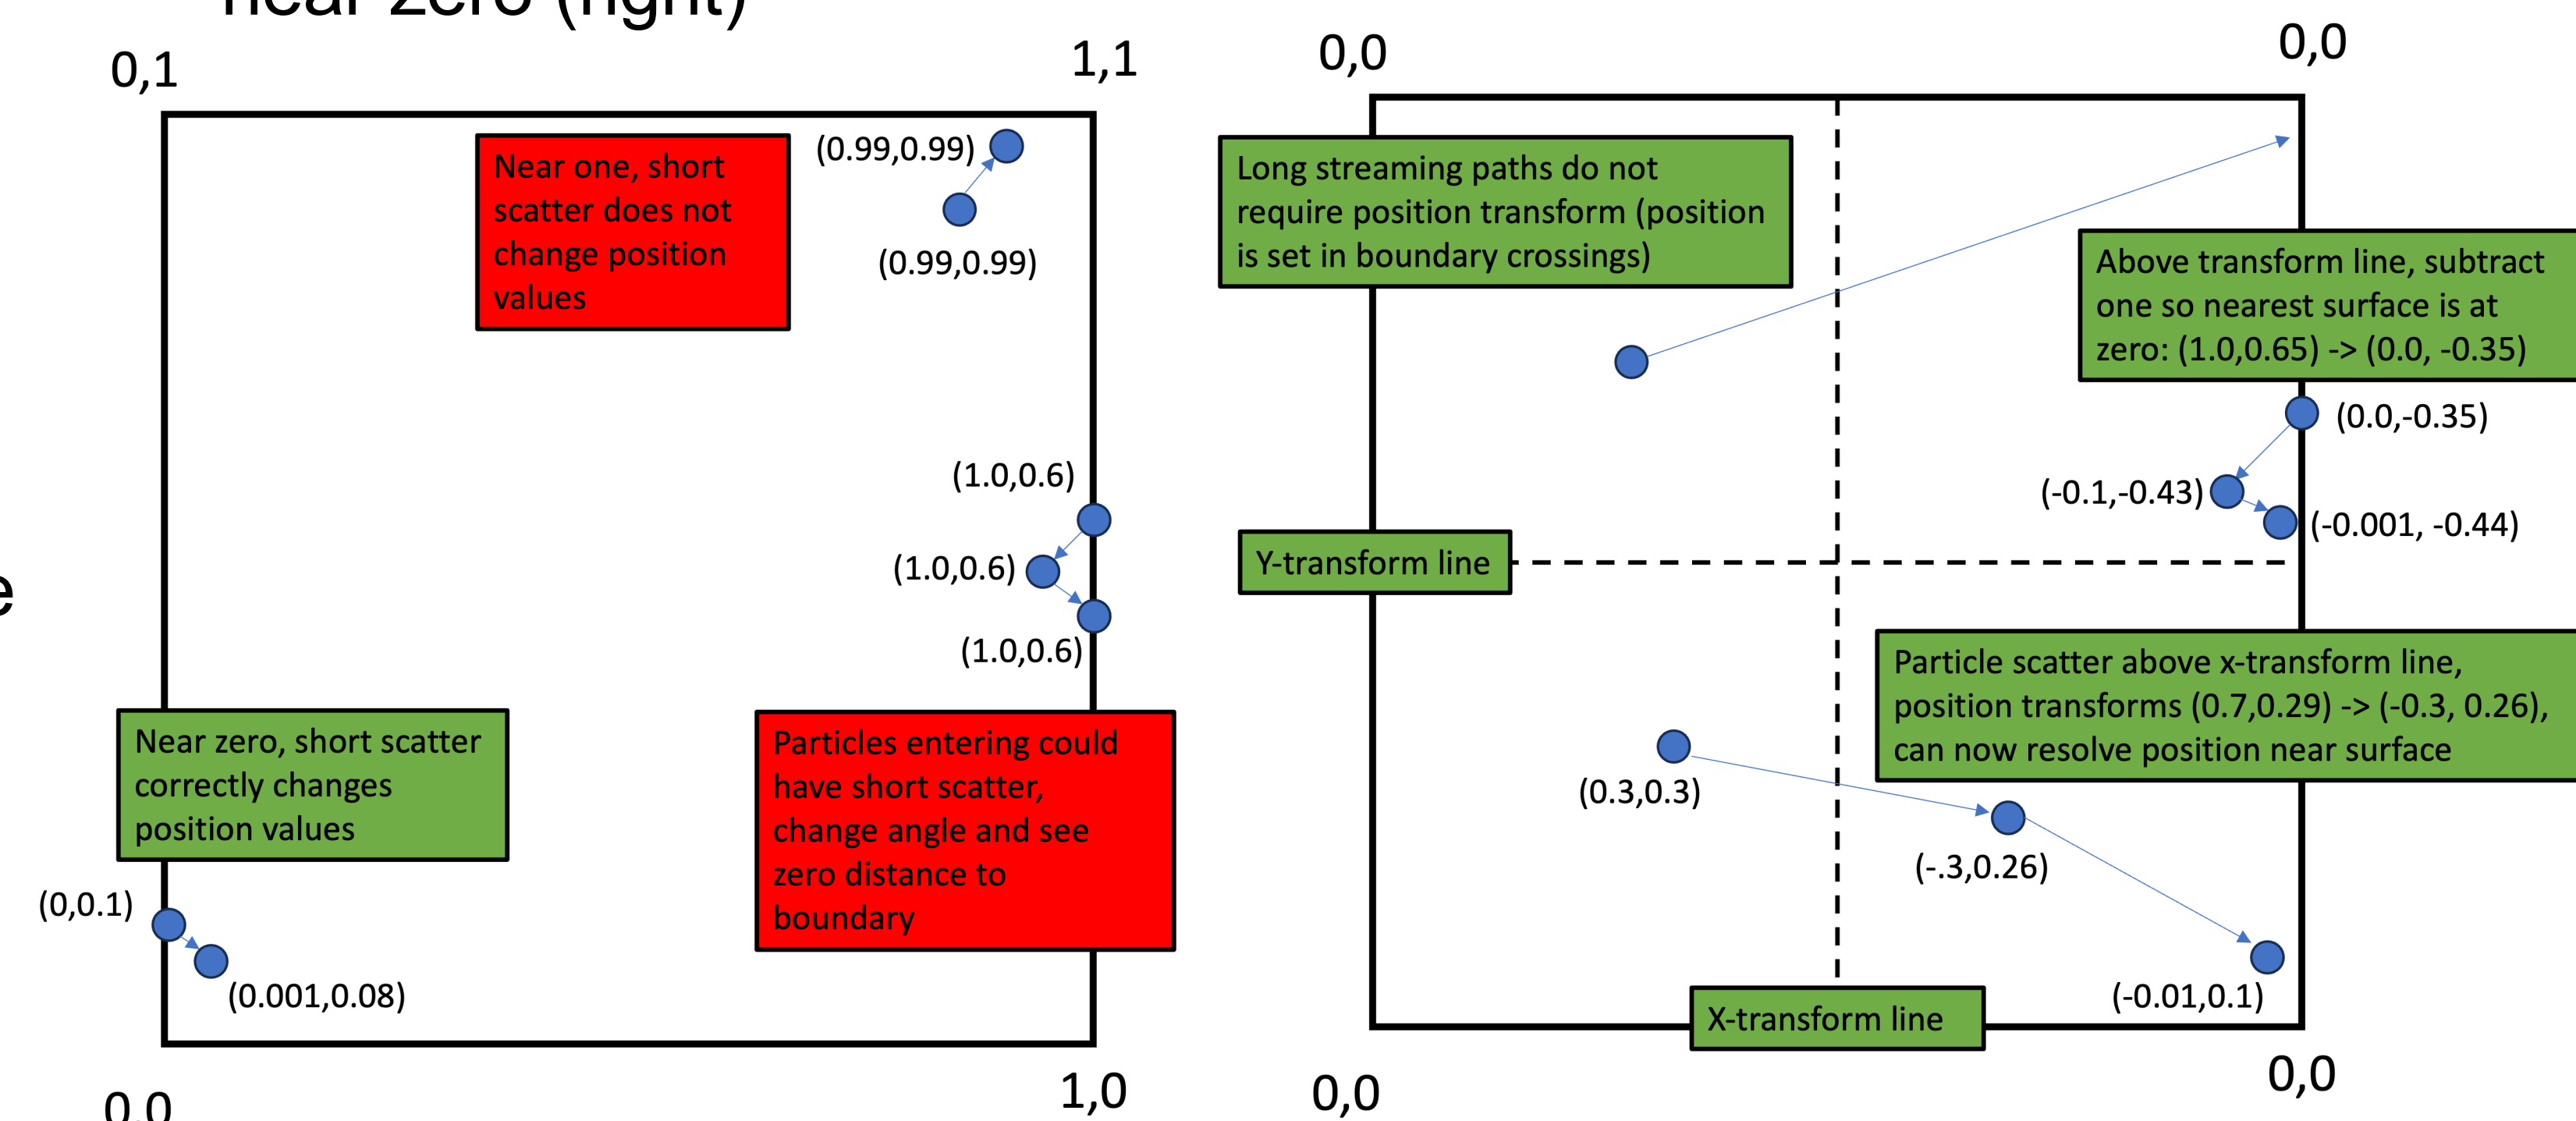 near zero (right)
e
0,1
1,1
Near one, short
scatter does not
change position
values
(0.99,0.99)
(0.99,0.99)
(1.0,0.6)
(1.0,0.6)
(1.0,0.6)
Near zero, short scatter
correctly changes
position values
Particles entering could
have short scatter,
change angle and see
zero distance to
boundary
(0,0.1)
(0.001,0.08)
0,0
1,0
0,0
0,0
Long streaming paths do not
require position transform (position
is set in boundary crossings)
Above transform line, subtract
one so nearest surface is at
zero: (1.0,0.65) -> (0.0, -0.35)
(0.0,-0.35)
(-0.1,-0.43)
(-0.001, -0.44)
Y-transform line
Particle scatter above x-transform line,
position transforms (0.7,0.29) -> (-0.3, 0.26),
can now resolve position near surface
(0.3,0.3)
(-.3,0.26)
(-0.01,0.1)
X-transform line
0,0
0,0